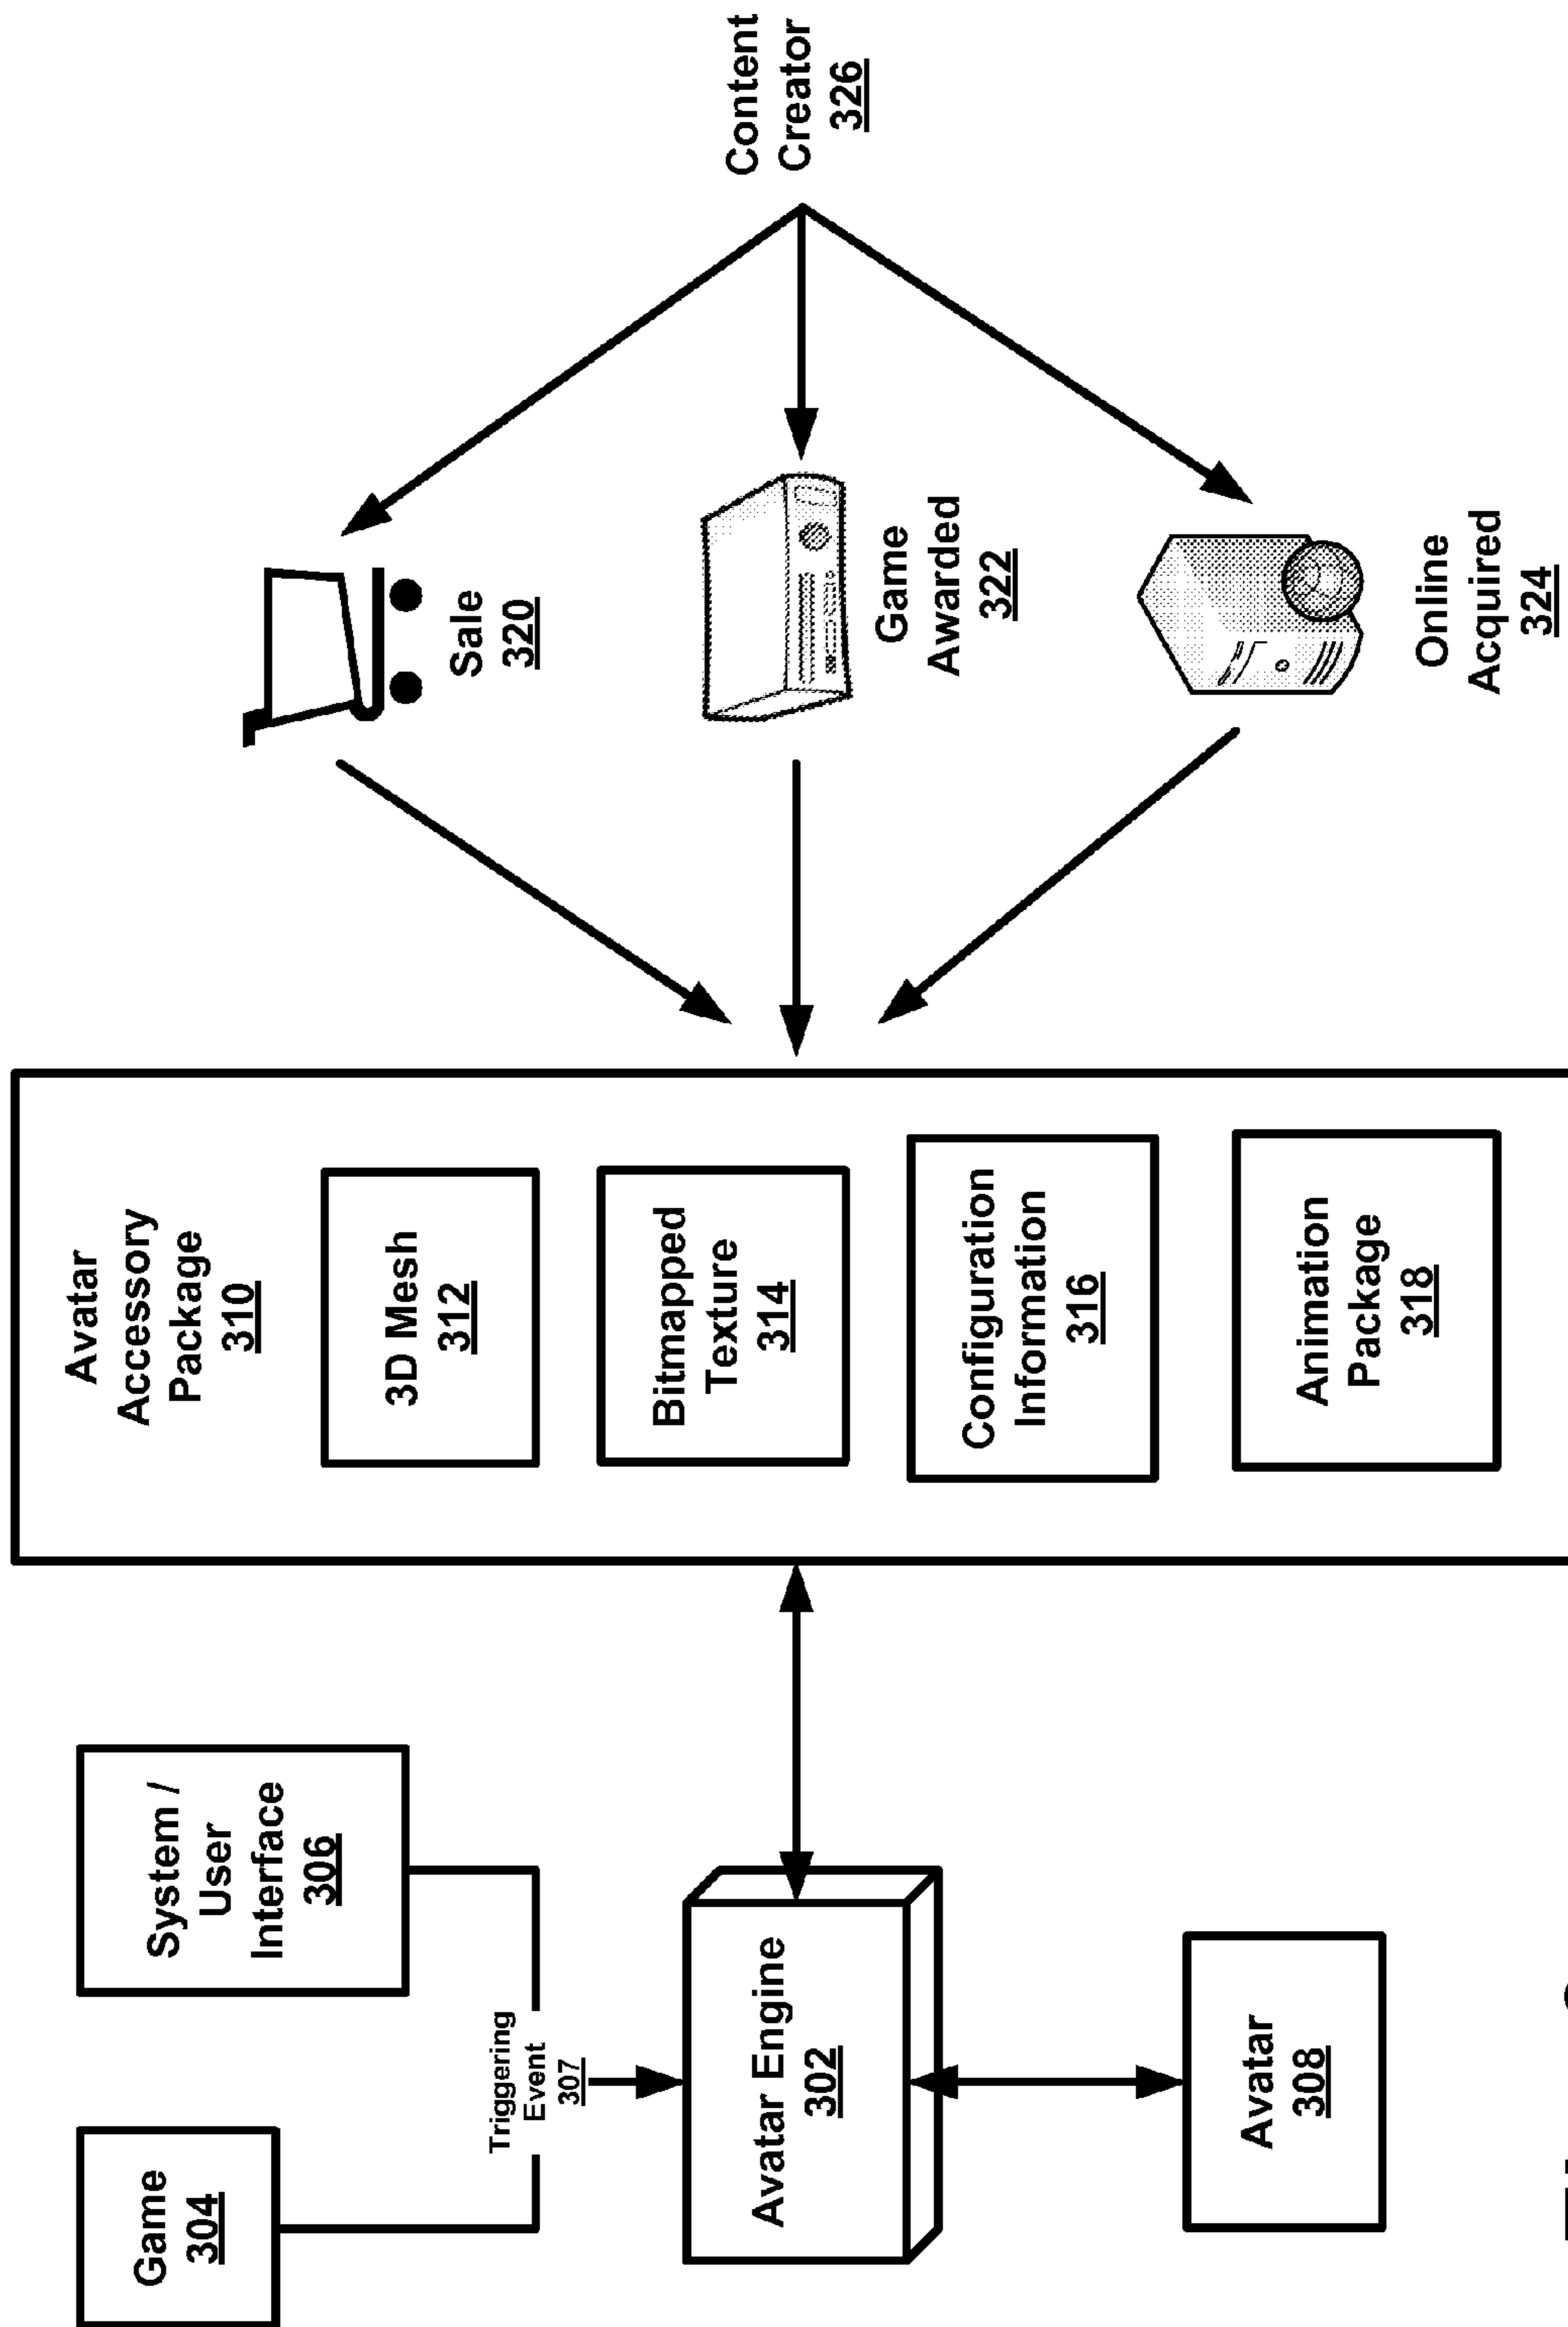 Game
304
System /
User
Interface
306
Triggering
Event
307
Avatar Engine
302
Avatar
308
Avatar
Accessory
Package
310
3D Mesh
312
Bitmapped
Texture
314
Configuration
Information
316
Animation
Package
318
Sale
320
Game
Awarded
322
Online
Acquired
324
Content
Creator
326